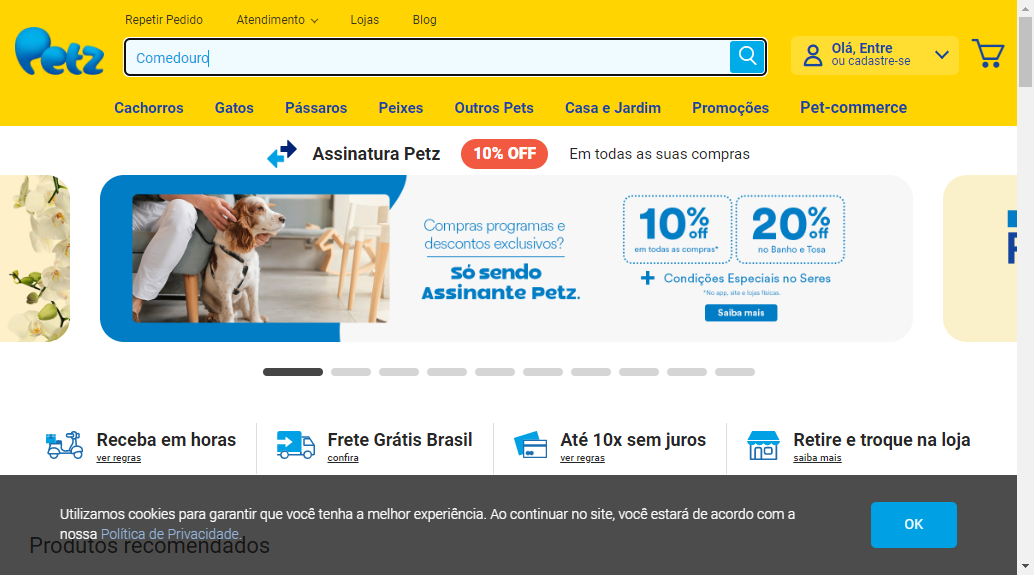 Repetir Pedido Atendimento Lojas Blog
Petz
Comedouro
Olá, Entre
ou cadastre-se
Cachorros Gatos Pássaros Peixes Outros Pets Casa e Jardim Promoções Pet-commerce
Assinatura Petz 10% OFF Em todas as suas compras
Compras programas e
descontos exclusivos?
Só sendo
Assinante Petz.
10% off
em todas as compras*
20% off
no Banho e Tosa
+ Condições Especiais no Seres
*No app, site e lojas físicas.
Saiba mais
Receba em horas
ver regras
Frete Grátis Brasil
confira
Até 10x sem juros
ver regras
Retire e troque na loja
saiba mais
Utilizamos cookies para garantir que você tenha a melhor experiência. Ao continuar no site, você estará de acordo com a
nossa Política de Privacidade.
OK
Produtos recomendados